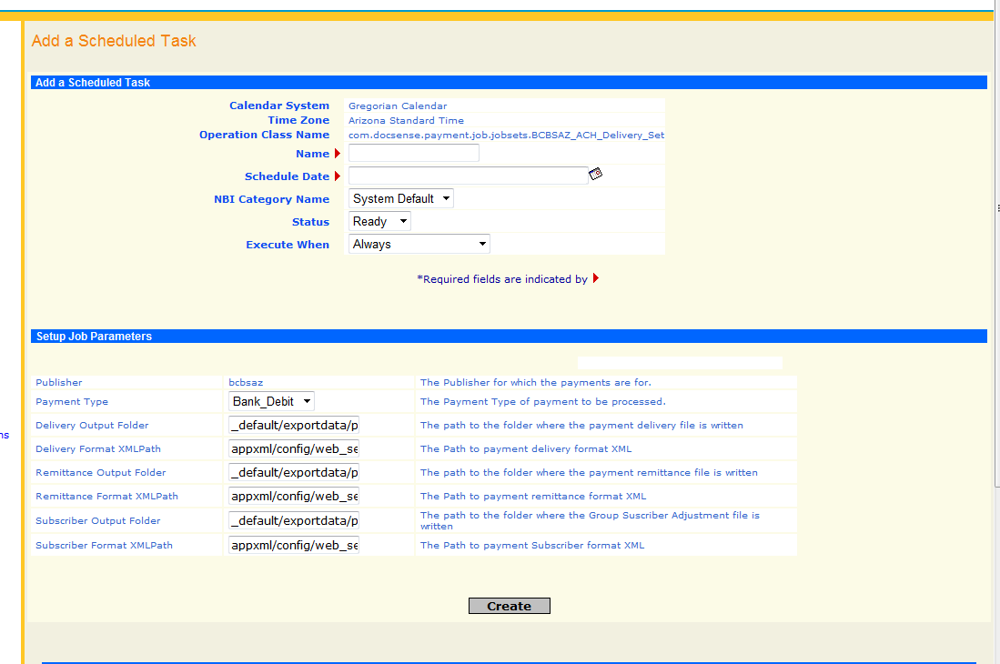 Add a Scheduled Task
Add a Scheduled Task
Calendar System Gregorian Calendar
Time Zone Arizona Standard Time
Operation Class Name com.docsense.payment.job.jobsets.BCBSAZ_ACH_Delivery_Set
Name
Schedule Date
NBI Category Name System Default
Status Ready
Execute When Always
*Required fields are indicated by
Setup Job Parameters
Publisher bcbsaz The Publisher for which the payments are for.
Payment Type Bank_Debit The Payment Type of payment to be processed.
Delivery Output Folder _default/exportdata/p The path to the folder where the payment delivery file is written
Delivery Format XMLPath appxml/config/web_se The Path to payment delivery format XML
Remittance Output Folder _default/exportdata/p The path to the folder where the payment remittance file is written
ns
Remittance Format XMLPath appxml/config/web_se The Path to payment remittance format XML
Subscriber Output Folder _default/exportdata/p The path to the folder where the Group Suscriber Adjustment file is
written
Subscriber Format XMLPath appxml/config/web_se The Path to payment Subscriber format XML
Create